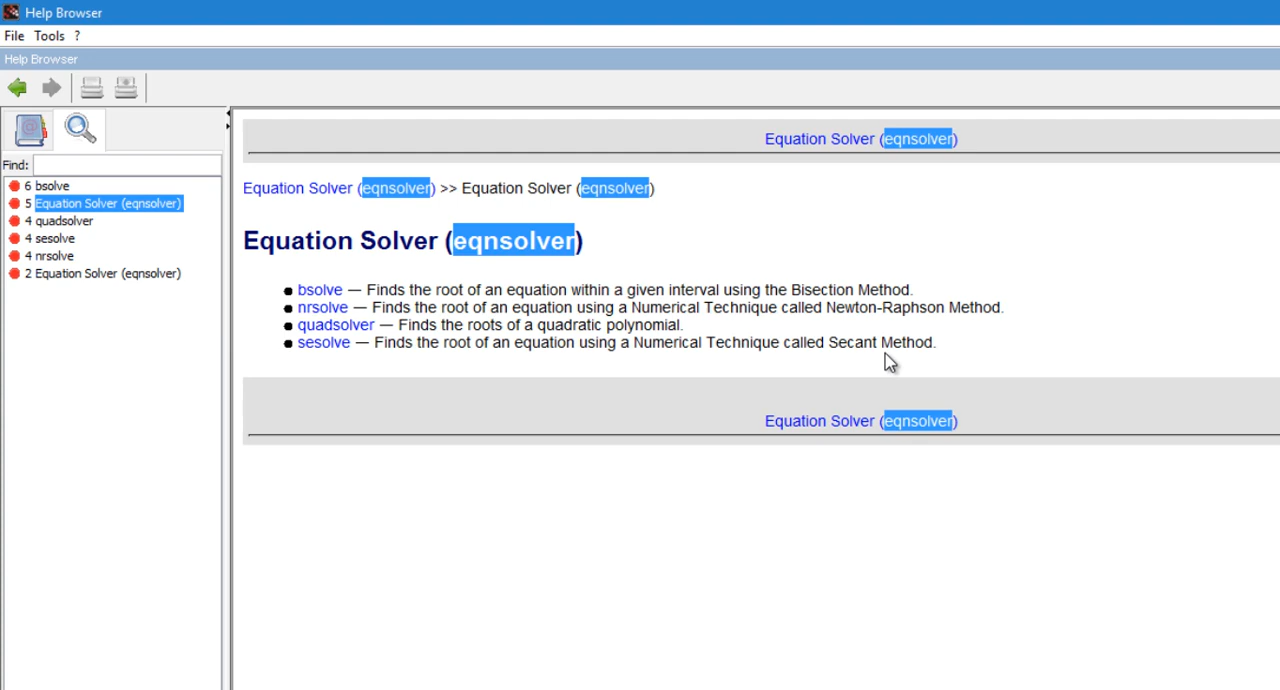 Help Browser
File Tools ?
Help Browser
Find:
6 bsolve
5 Equation Solver (eqnsolver)
4 quadsolver
4 sesolve
4 nrsolve
2 Equation Solver (eqnsolver)
Equation Solver (eqnsolver)
Equation Solver (eqnsolver) >> Equation Solver (eqnsolver)
Equation Solver (eqnsolver)
bsolve — Finds the root of an equation within a given interval using the Bisection Method.
nrsolve — Finds the root of an equation using a Numerical Technique called Newton-Raphson Method.
quadsolver — Finds the roots of a quadratic polynomial.
sesolve — Finds the root of an equation using a Numerical Technique called Secant Method.
Equation Solver (eqnsolver)